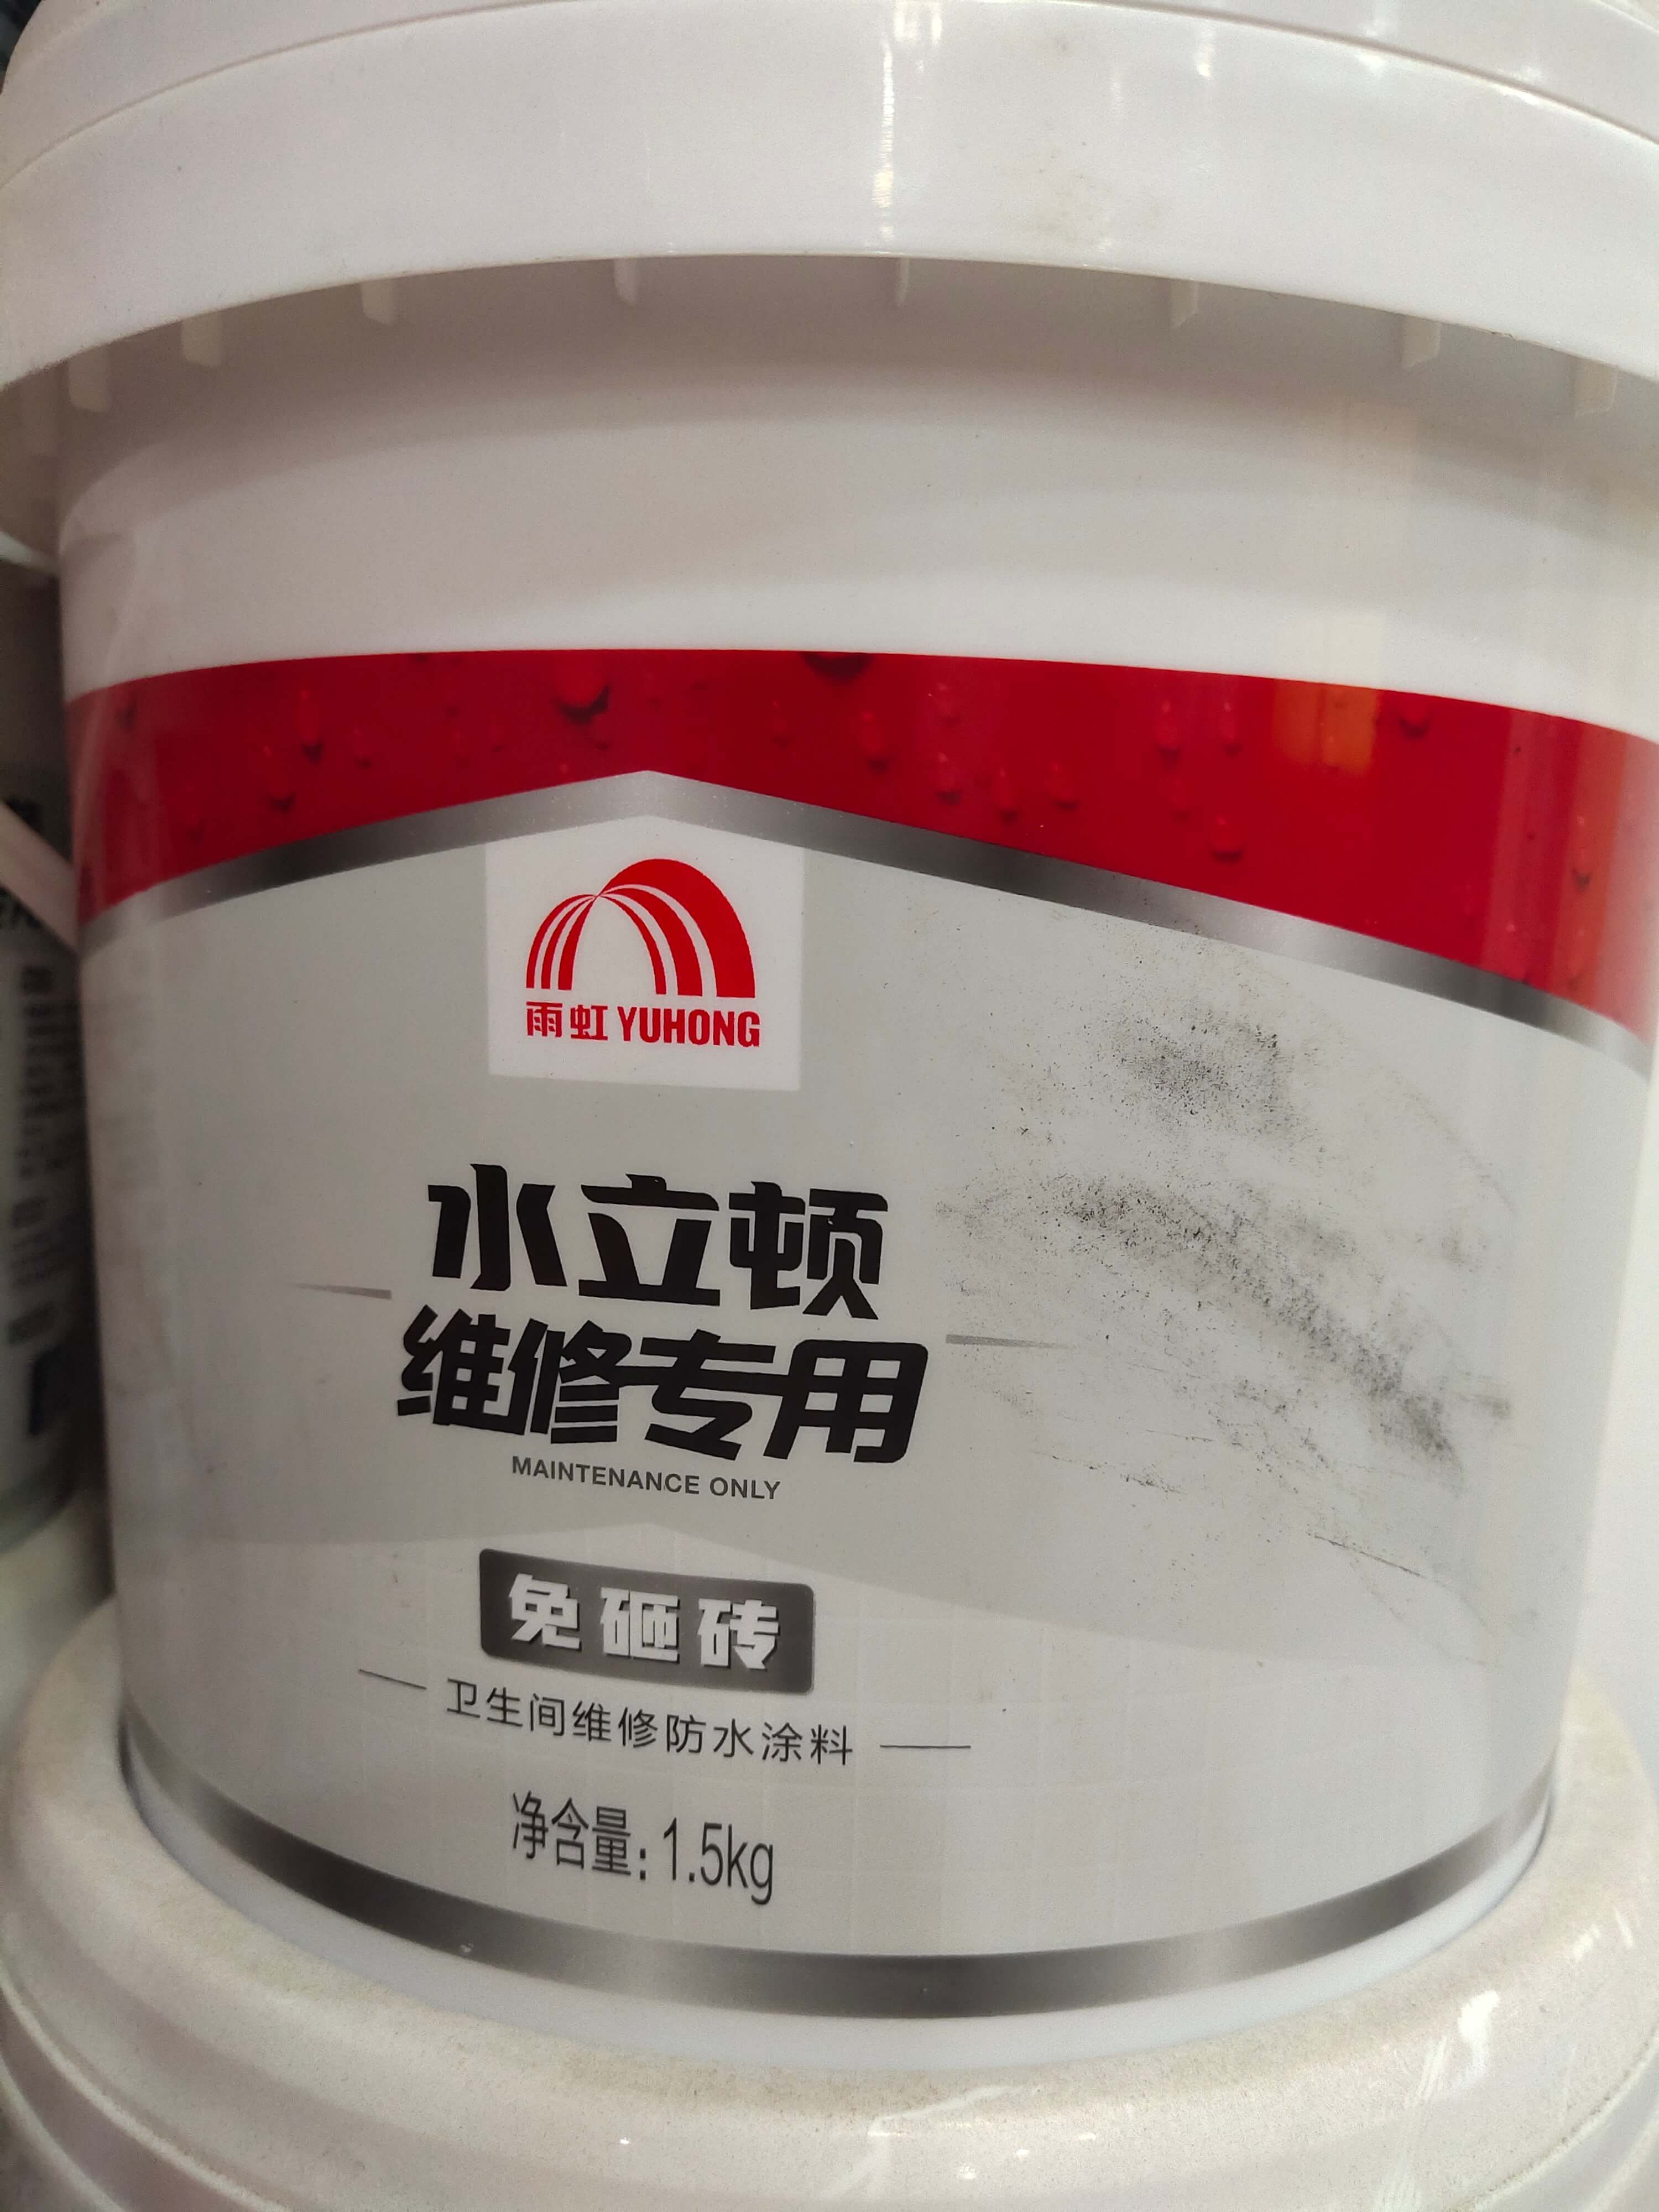 雨虹 YUHONG
水立顿
维修专用
MAINTENANCE ONLY
免砸砖
卫生间维修防水涂料
净含量: 1.5kg